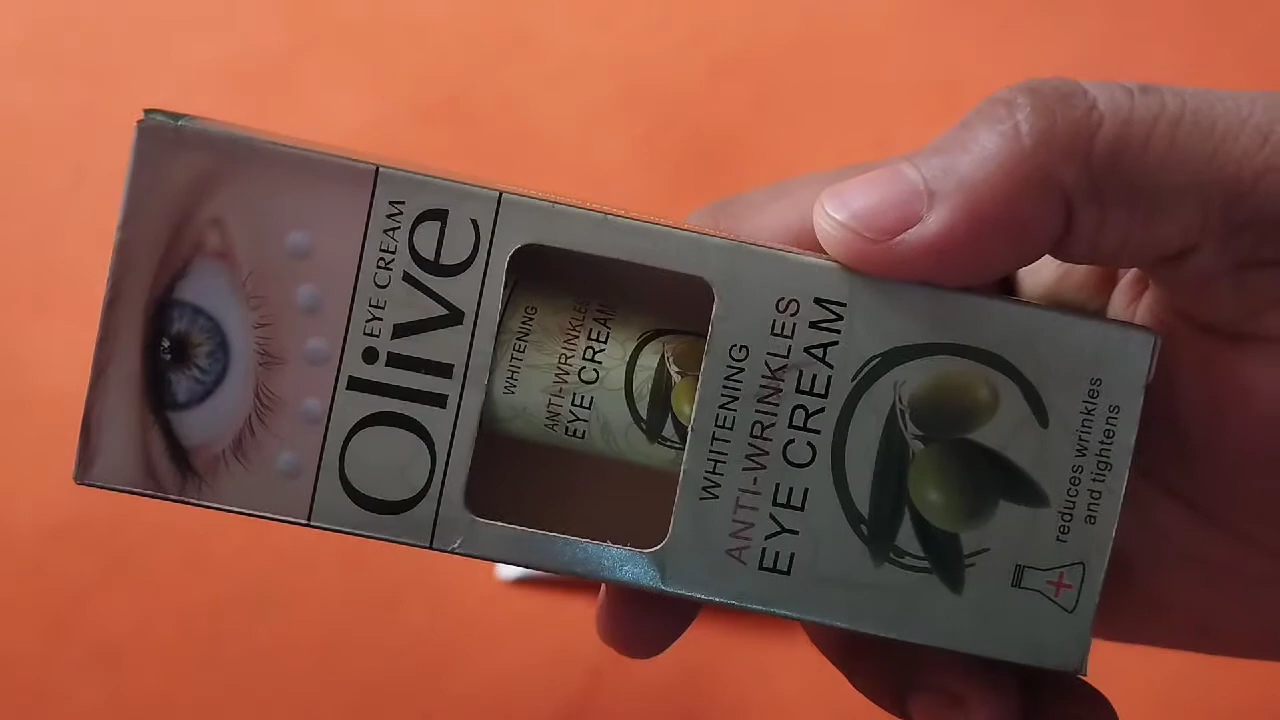 EYE CREAM
Olive
WHITENING
ANTI-WRINKLES
EYE CREAM
WHITENING
ANTI-WRINKLES
EYE CREAM
reduces wrinkles
and tightens